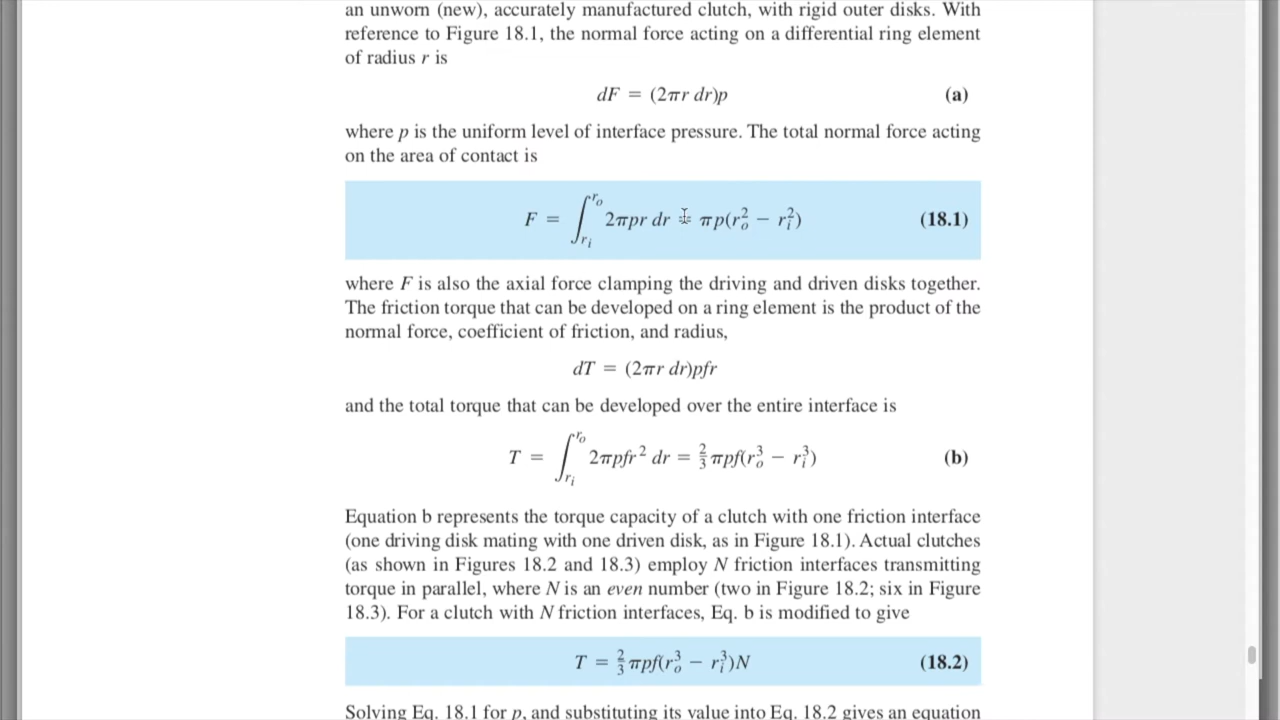 an unworn (new), accurately manufactured clutch, with rigid outer disks. With
reference to Figure 18.1, the normal force acting on a differential ring element
of radius r is
dF = (2πr dr)p (a)
where p is the uniform level of interface pressure. The total normal force acting
on the area of contact is
F = ∫_{r_i}^{r_o} 2πpr dr = πp(r_o^2 − r_i^2) (18.1)
where F is also the axial force clamping the driving and driven disks together.
The friction torque that can be developed on a ring element is the product of the
normal force, coefficient of friction, and radius,
dT = (2πr dr)pfr
and the total torque that can be developed over the entire interface is
T = ∫_{r_i}^{r_o} 2πpfr^2 dr = 2/3 πpf(r_o^3 − r_i^3) (b)
Equation b represents the torque capacity of a clutch with one friction interface
(one driving disk mating with one driven disk, as in Figure 18.1). Actual clutches
(as shown in Figures 18.2 and 18.3) employ N friction interfaces transmitting
torque in parallel, where N is an even number (two in Figure 18.2; six in Figure
18.3). For a clutch with N friction interfaces, Eq. b is modified to give
T = 2/3 πpf(r_o^3 − r_i^3)N (18.2)
Solving Eq. 18.1 for p, and substituting its value into Eq. 18.2 gives an equation